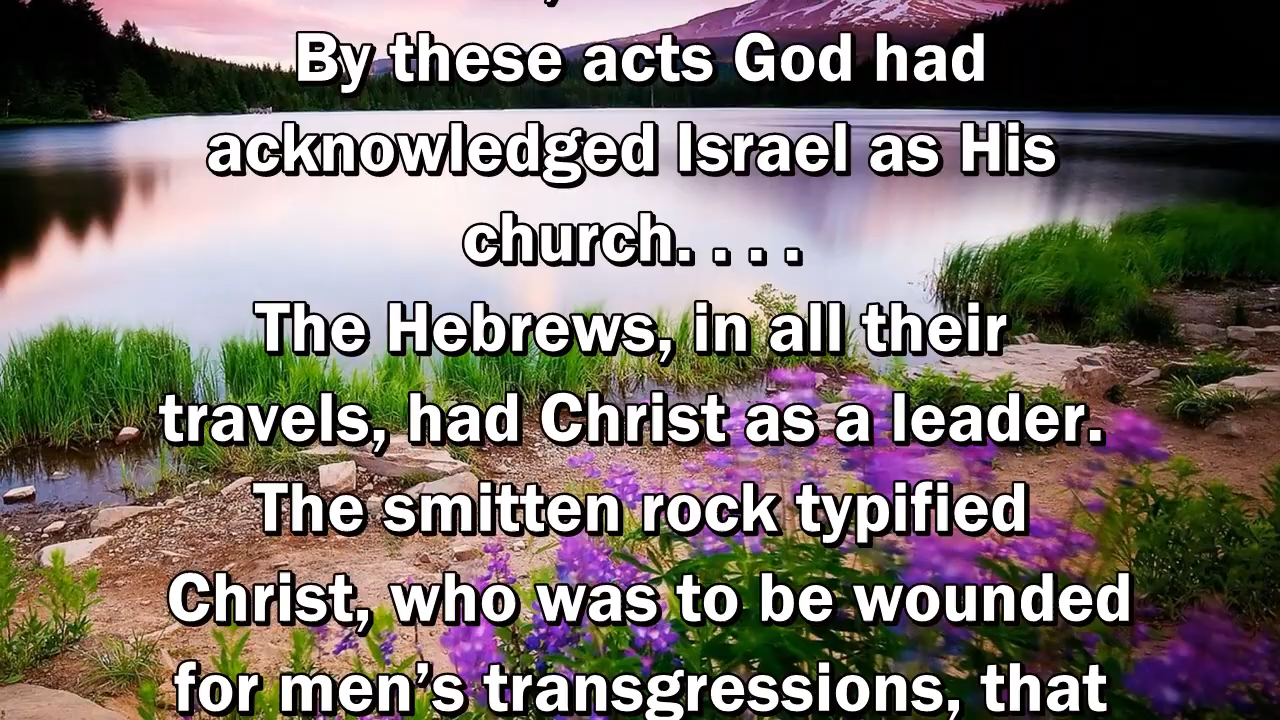 By these acts God had
acknowledged Israel as His
church. . . .
The Hebrews, in all their
travels, had Christ as a leader.
The smitten rock typified
Christ, who was to be wounded
for men’s transgressions, that